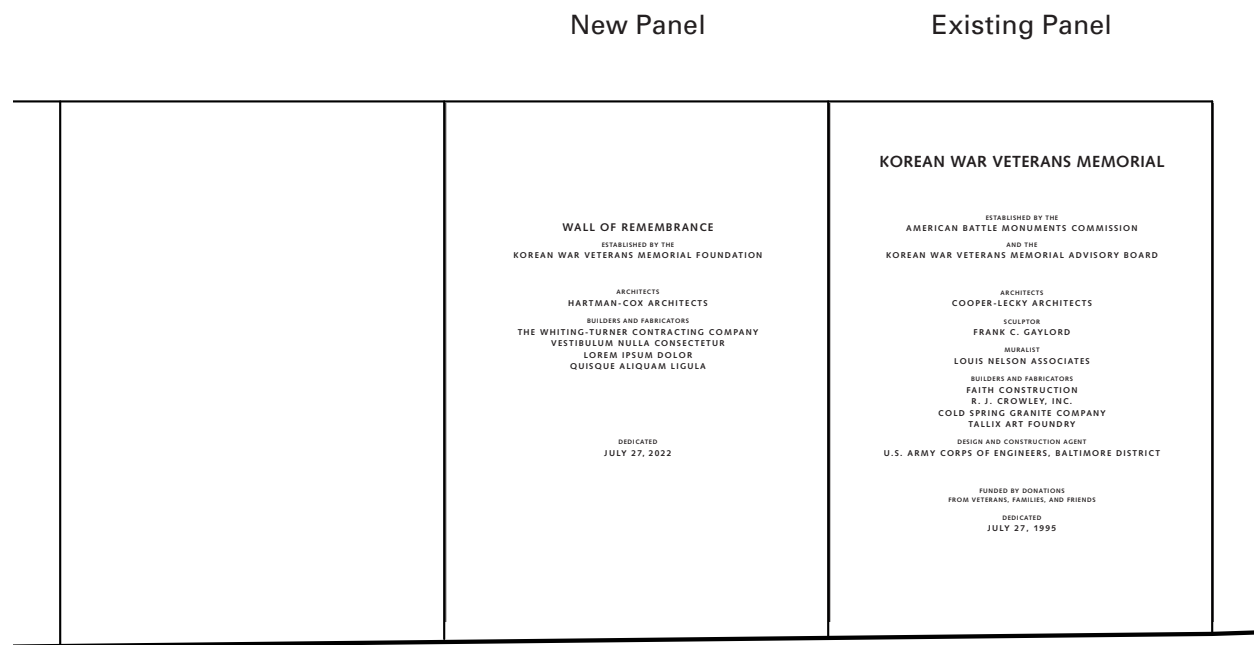 New Panel
Existing Panel
WALL OF REMEMBRANCE
ESTABLISHED BY THE
KOREAN WAR VETERANS MEMORIAL FOUNDATION
ARCHITECTS
HARTMAN-COX ARCHITECTS
BUILDERS AND FABRICATORS
THE WHITING-TURNER CONTRACTING COMPANY
VESTIBULUM NULLA CONSECTETUR
LOREM IPSUM DOLOR
QUISQUE ALIQUAM LIGULA
DEDICATED
JULY 27, 2022
KOREAN WAR VETERANS MEMORIAL
ESTABLISHED BY THE
AMERICAN BATTLE MONUMENTS COMMISSION
AND THE
KOREAN WAR VETERANS MEMORIAL ADVISORY BOARD
ARCHITECTS
COOPER-LECKY ARCHITECTS
SCULPTOR
FRANK C. GAYLORD
MURALIST
LOUIS NELSON ASSOCIATES
BUILDERS AND FABRICATORS
FAITH CONSTRUCTION
R. J. CROWLEY, INC.
COLD SPRING GRANITE COMPANY
TALLIX ART FOUNDRY
DESIGN AND CONSTRUCTION AGENT
U.S. ARMY CORPS OF ENGINEERS, BALTIMORE DISTRICT
FUNDED BY DONATIONS
FROM VETERANS, FAMILIES, AND FRIENDS
DEDICATED
JULY 27, 1995